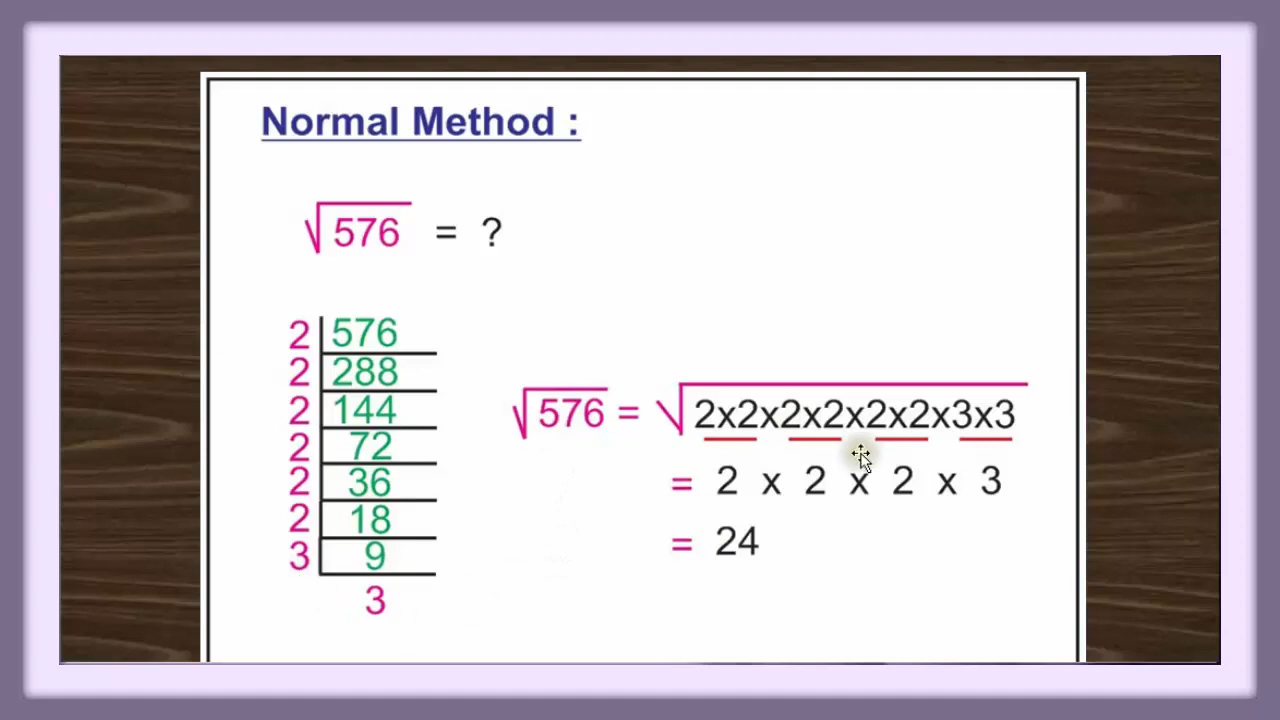 Normal Method :
√576 = ?
2 576
2 288
2 144
2 72
2 36
2 18
3 9
3
√576 = √2x2x2x2x2x2x3x3
= 2 x 2 x 2 x 3
= 24